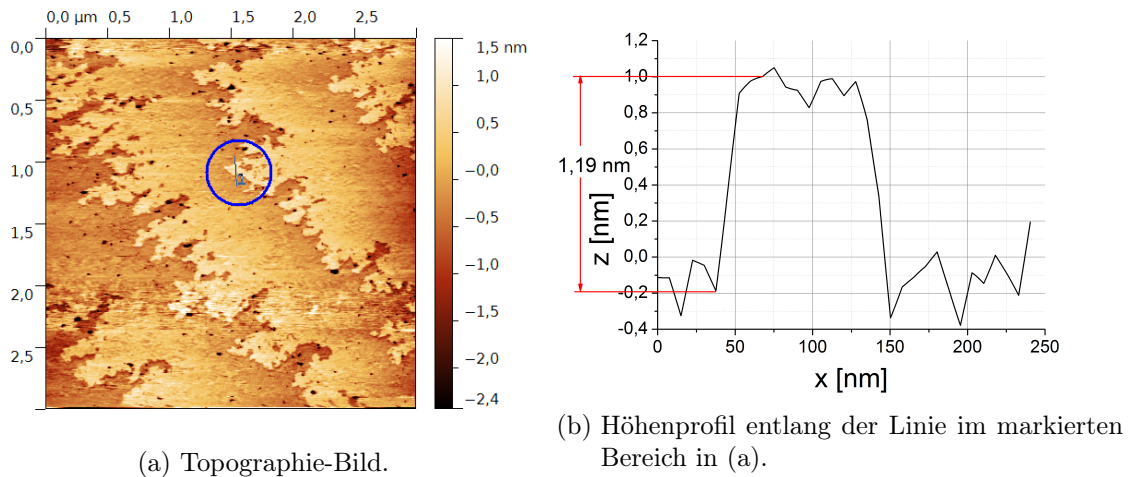 0,0 µm 0,5 1,0 1,5 2,0 2,5
0,0
0,5
1,0
1,5
2,0
2,5
1,5 nm
1,0
0,5
−0,0
−0,5
−1,0
−1,5
−2,0
−2,4
1
1,2
1,0
0,8
0,6
0,4
0,2
0,0
-0,2
-0,4
1,19 nm
z [nm]
0 50 100 150 200 250
x [nm]
(a) Topographie-Bild.
(b) Höhenprofil entlang der Linie im markierten
Bereich in (a).